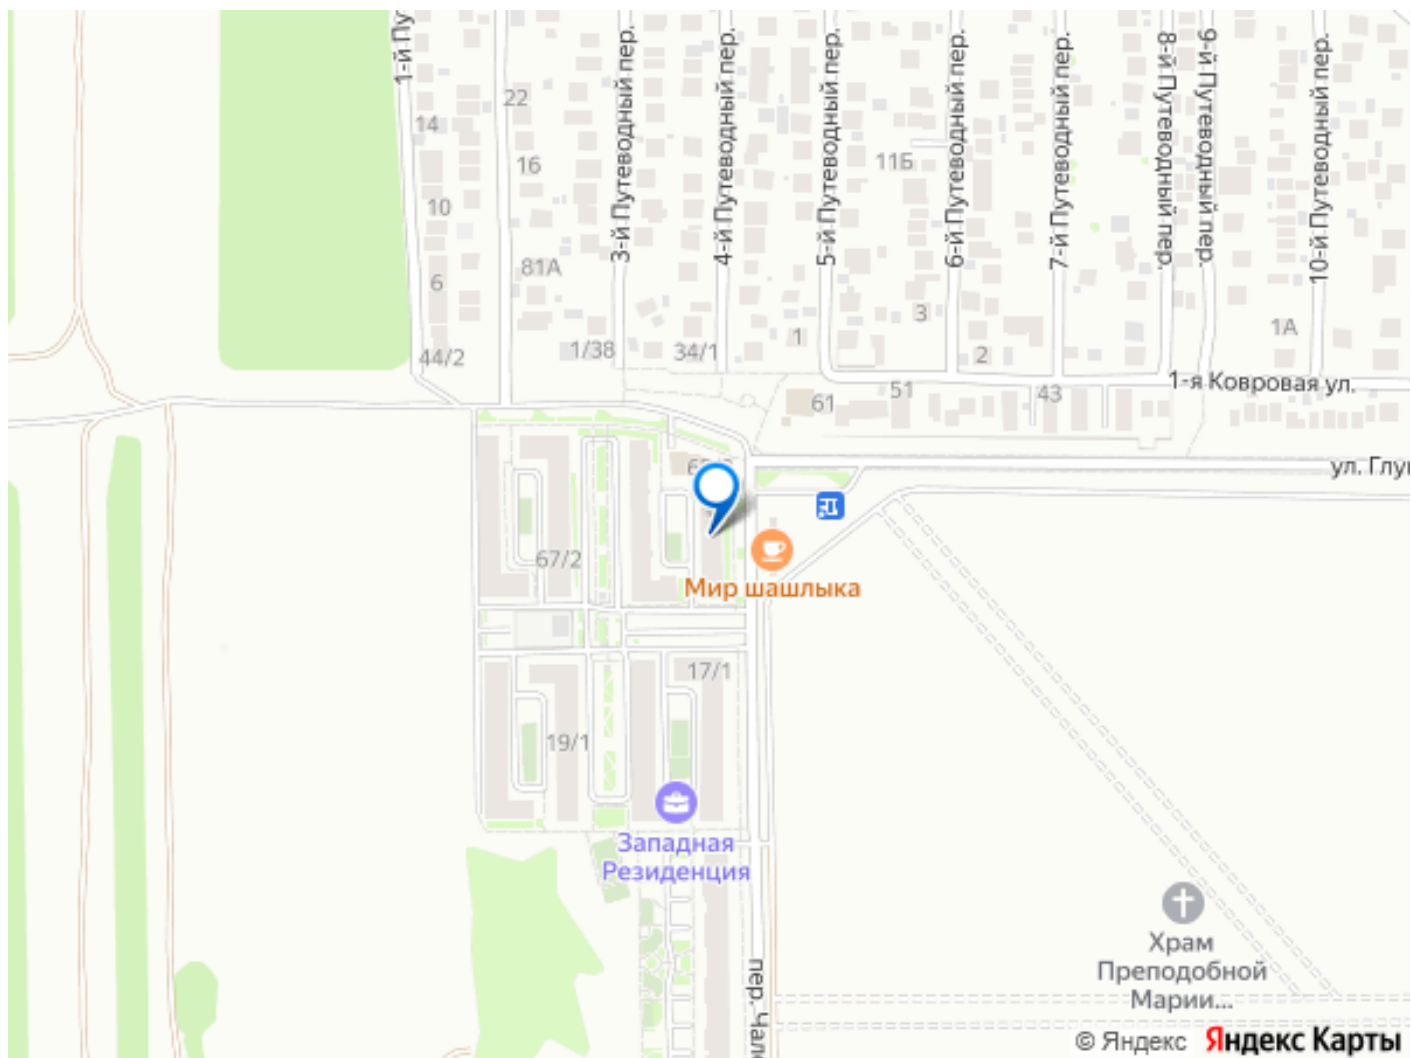 1-й Пу
3-й Путеводный пер.
4-й Путеводный пер.
5-й Путеводный пер.
6-й Путеводный пер.
7-й Путеводный пер.
8-й Путеводный пер.
9-й Путеводный пер.
10-й Путеводный пер.
22
14
16
11Б
10
81А
6
3
1
1А
44/2
1/38
34/1
2
1-я Ковровая ул.
51
43
61
ул. Глу
67/2
Мир шашлыка
17/1
19/1
Западная
Резиденция
Храм
Преподобной
Марии...
пер. Чало
© Яндекс
Яндекс Карты